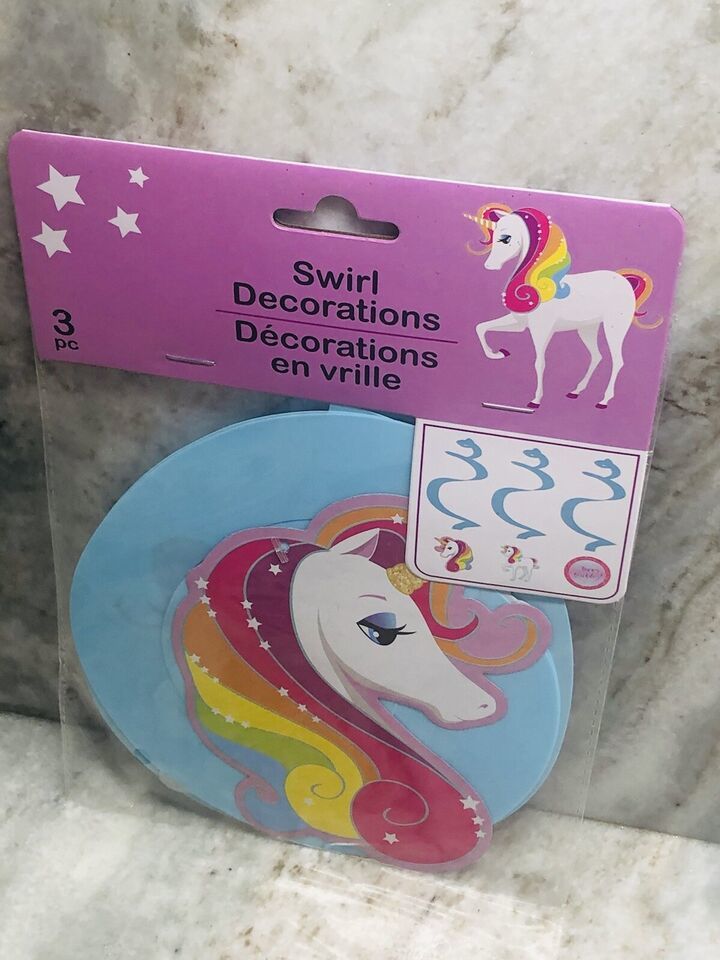 Swirl
Decorations
Décorations
en vrille
3
pc